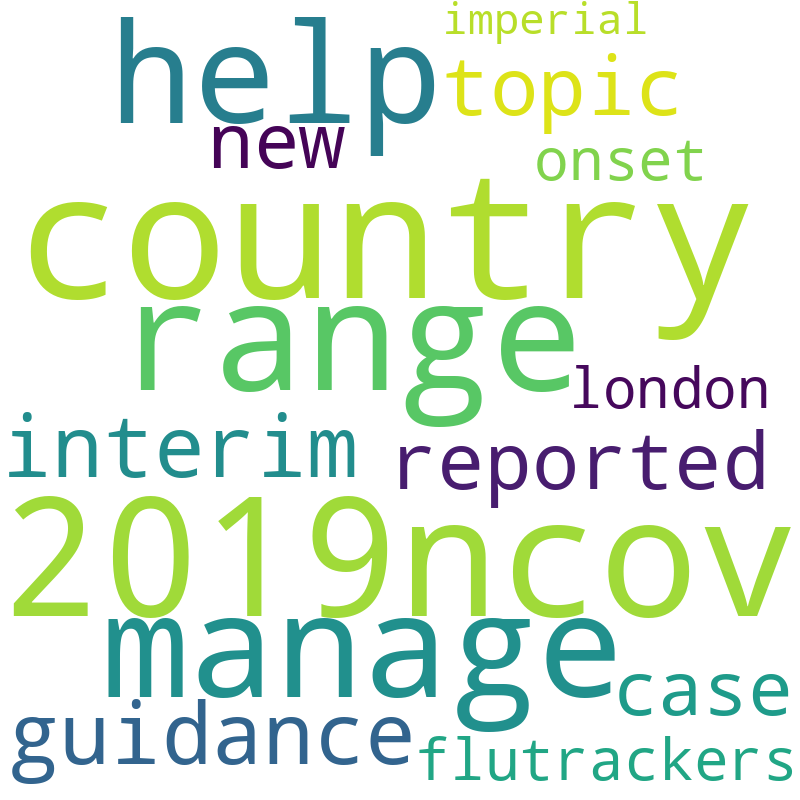 imperial
help topic
new onset
country
range
london
interim reported
2019ncov
manage
case
guidance
flutrackers